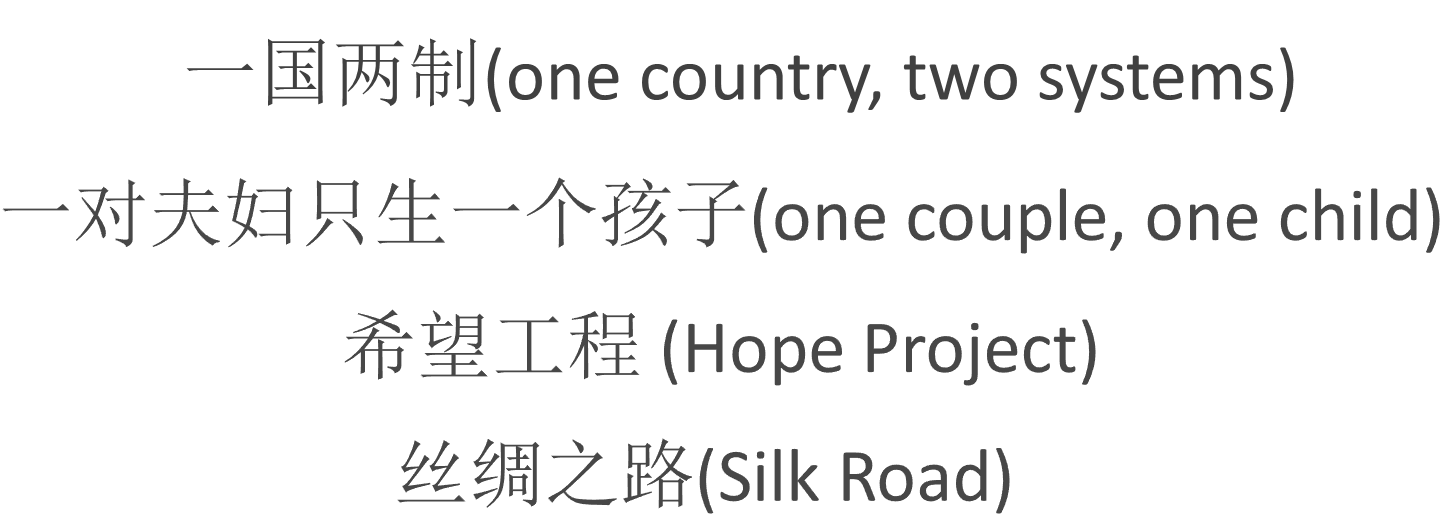 一国两制(one country, two systems)
一对夫妇只生一个孩子(one couple, one child)
希望工程 (Hope Project)
丝绸之路(Silk Road)